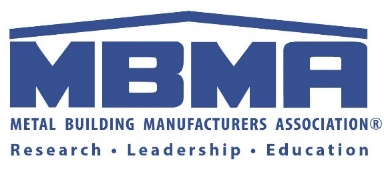 MBMA
METAL BUILDING MANUFACTURERS ASSOCIATION®
Research • Leadership • Education